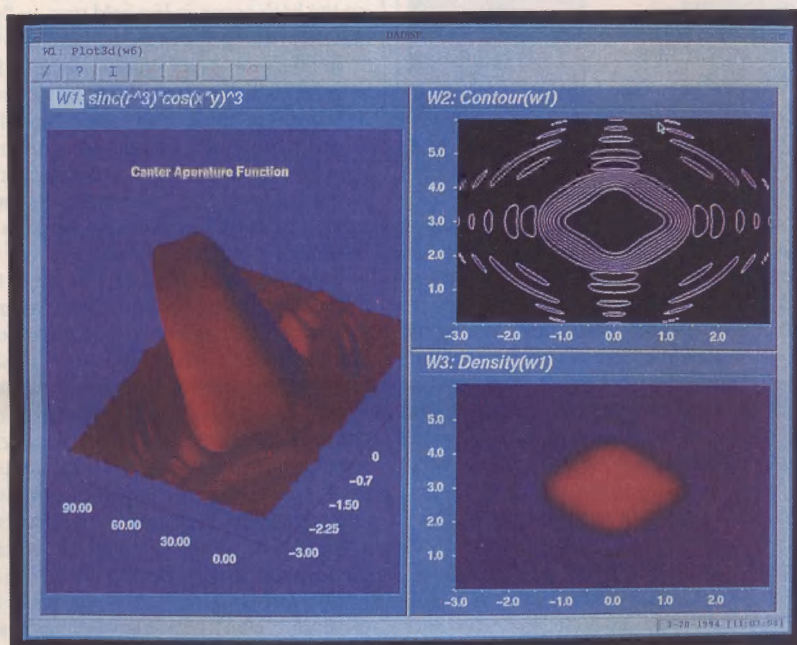 DADiSP
W1: Plot3d(w6)
/ ? I
W1: sinc(r^3)*cos(x*y)^3
Canter Aperature Function
0
-0.7
-1.50
-2.25
-3.00
90.00
60.00
30.00
0.00
W2: Contour(w1)
5.0
4.0
3.0
2.0
1.0
-3.0 -2.0 -1.0 0.0 1.0 2.0
W3: Density(w1)
5.0
4.0
3.0
2.0
1.0
-3.0 -2.0 -1.0 0.0 1.0 2.0
3-20-1994